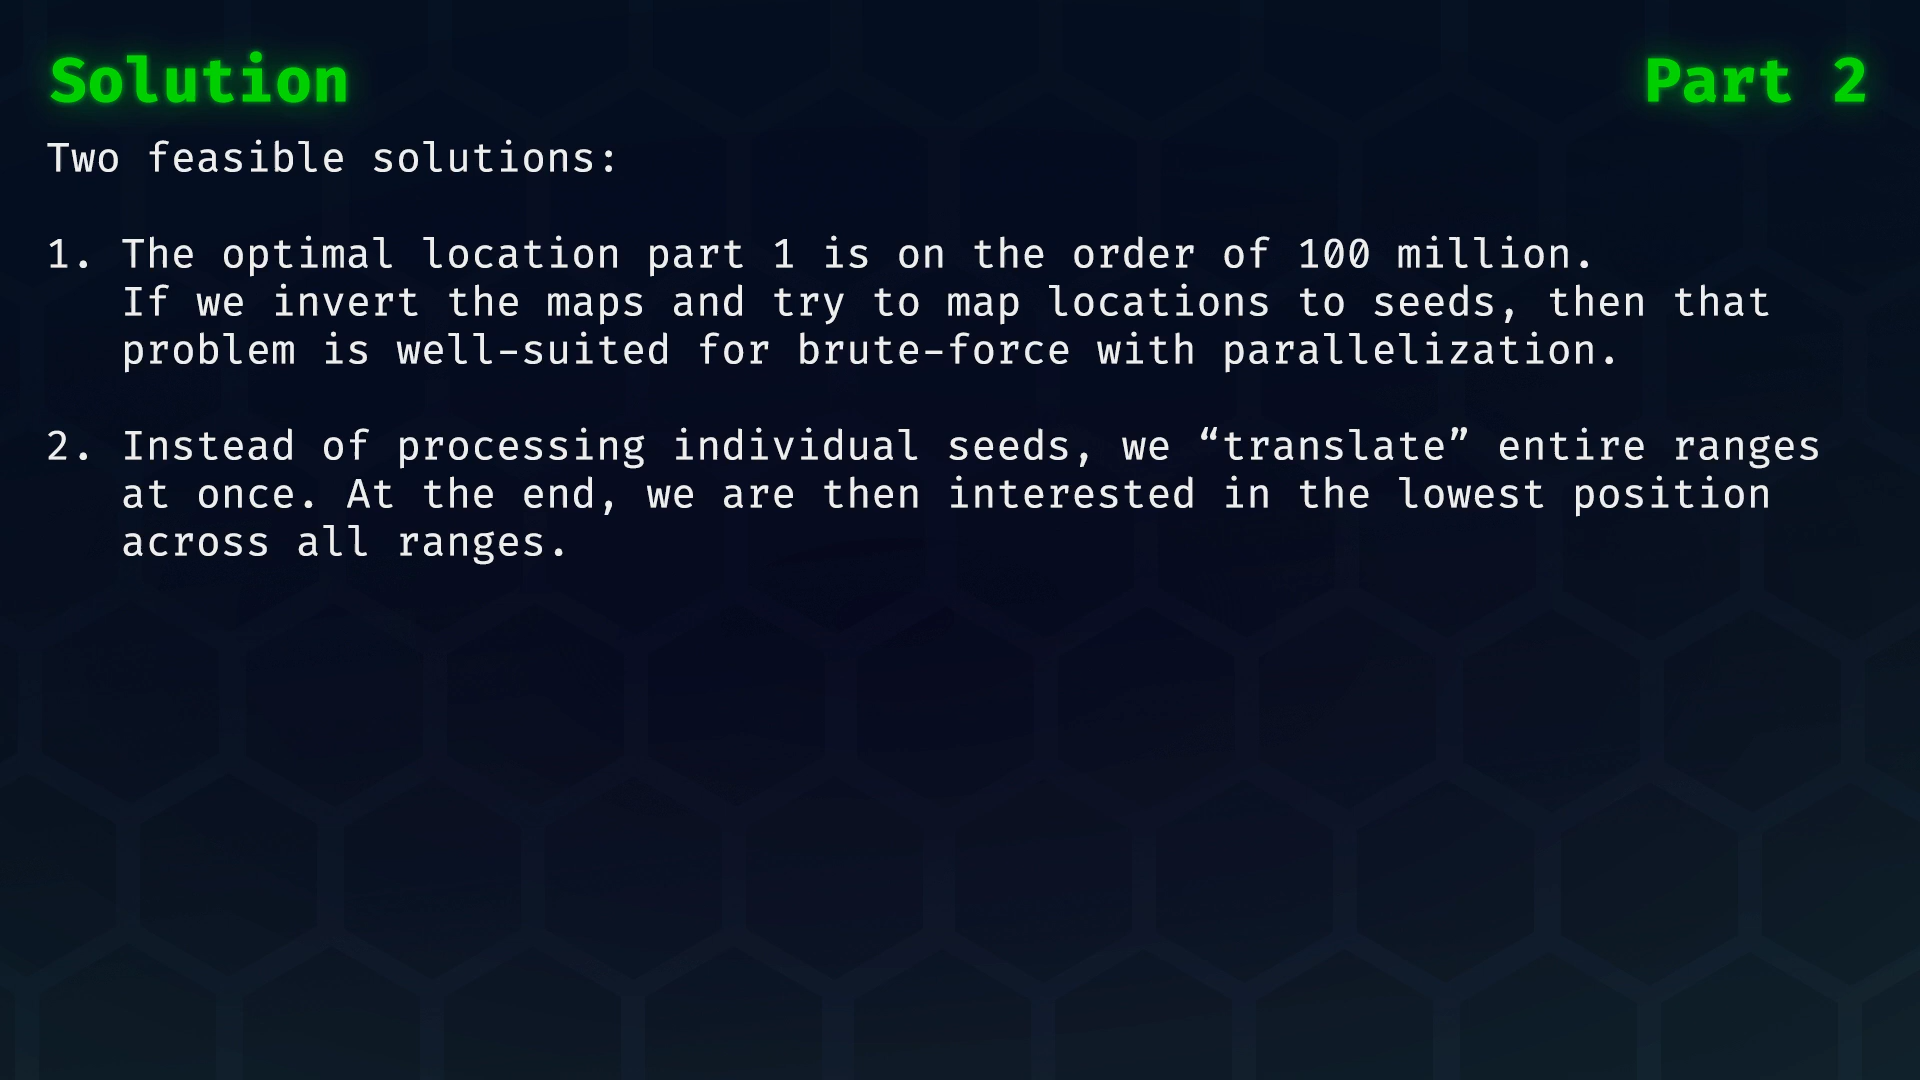 Solution
Part 2
Two feasible solutions:
1. The optimal location part 1 is on the order of 100 million.
If we invert the maps and try to map locations to seeds, then that
problem is well-suited for brute-force with parallelization.
2. Instead of processing individual seeds, we “translate” entire ranges
at once. At the end, we are then interested in the lowest position
across all ranges.